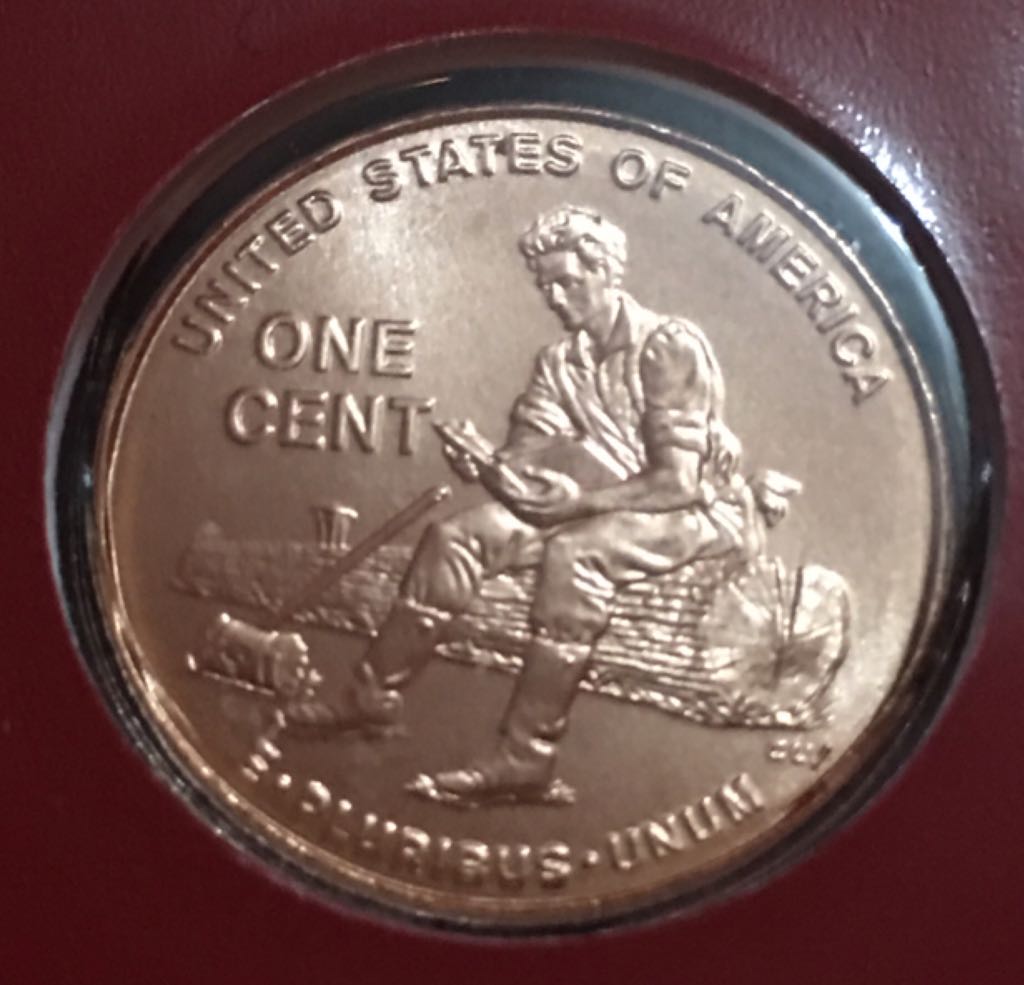 UNITED STATES OF AMERICA
ONE
CENT
E · PLURIBUS · UNUM